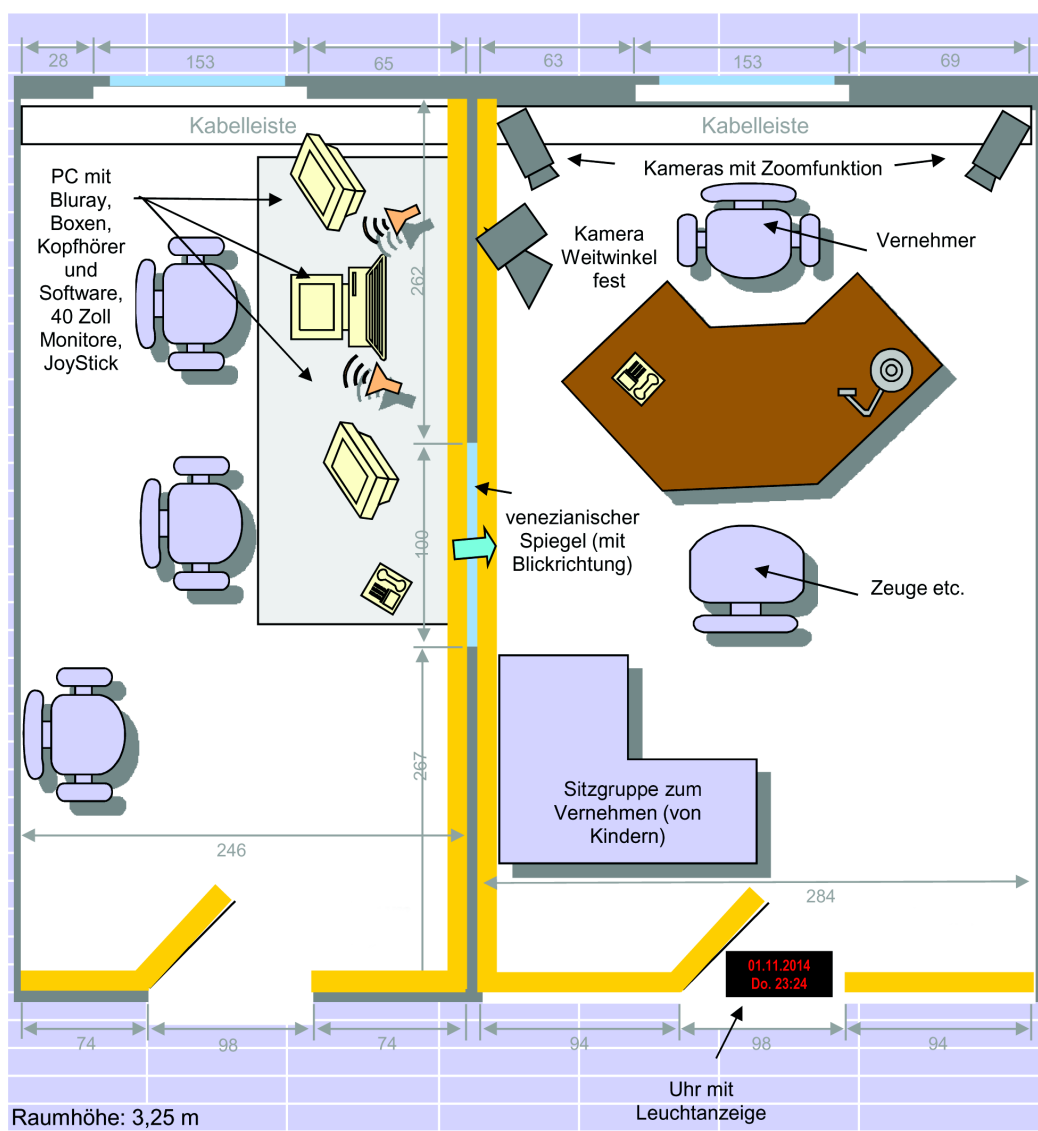 28
153
65
63
153
69
Kabelleiste
Kabelleiste
PC mit
Bluray,
Boxen,
Kopfhörer
und
Software,
40 Zoll
Monitore,
JoyStick
Kameras mit Zoomfunktion
Kamera
Weitwinkel
fest
Vernehmer
262
100
venezianischer
Spiegel (mit
Blickrichtung)
Zeuge etc.
267
Sitzgruppe zum
Vernehmen (von
Kindern)
246
284
01.11.2014
Do. 23:24
74
98
74
94
98
94
Uhr mit
Leuchtanzeige
Raumhöhe: 3,25 m